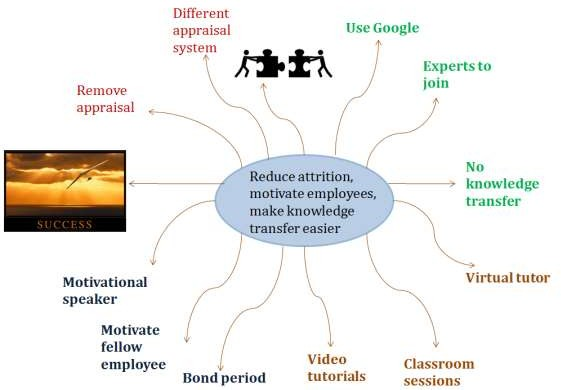 Different
appraisal
system
Use Google
Experts to
join
Remove
appraisal
Reduce attrition,
motivate employees,
make knowledge
transfer easier
No
knowledge
transfer
SUCCESS
Virtual tutor
Motivational
speaker
Motivate
fellow
employee
Bond period
Video
tutorials
Classroom
sessions